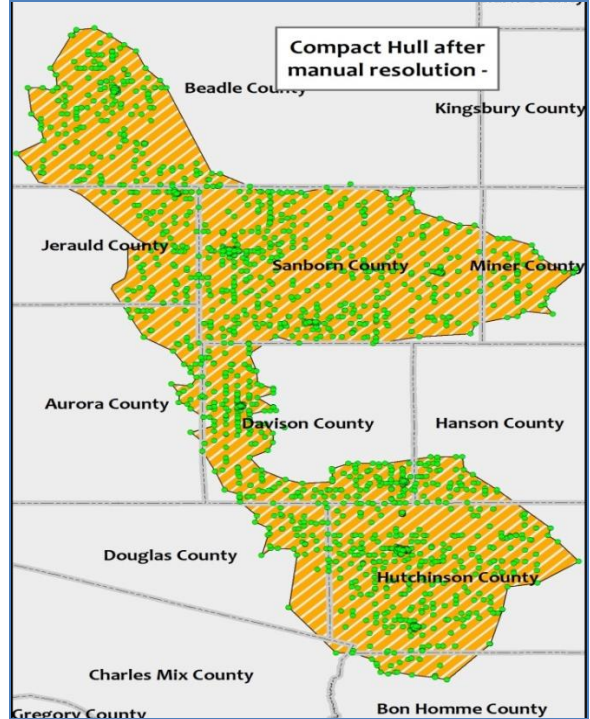 Compact Hull after
manual resolution -
Beadle County
Kingsbury County
Jerauld County
Sanborn County
Miner County
Aurora County
Davison County
Hanson County
Douglas County
Hutchinson County
Charles Mix County
Gregory County
Bon Homme County